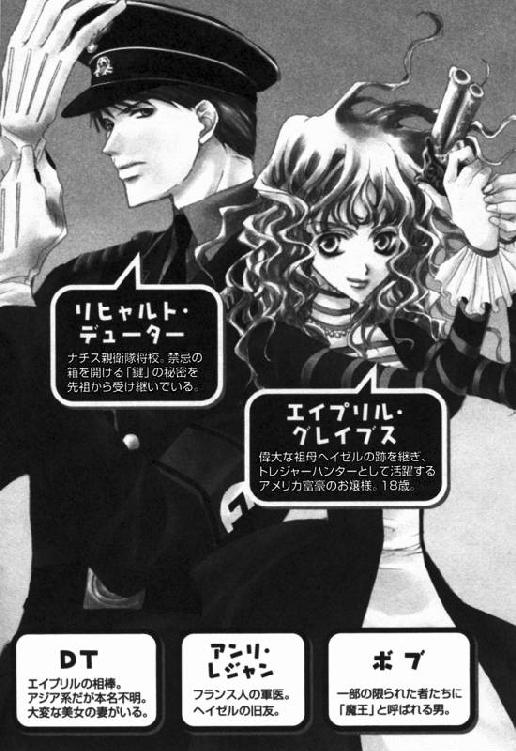 リヒャルト・
デューター
ナチス親衛隊将校。禁忌の
箱を開ける「鍵」の秘密を
先祖から受け継いでいる。
エイプリル・
グレイブス
偉大な祖母ヘイゼルの跡を継ぎ、
トレジャーハンターとして活躍する
アメリカ富豪のお嬢様。18歳。
DT
エイプリルの相棒。
アジア系だが本名不明。
大変な美女の妻がいる。
アンリ・
レジャン
フランス人の軍医。
ヘイゼルの旧友。
ボブ
一部の限られた者たちに
「魔王」と呼ばれる男。